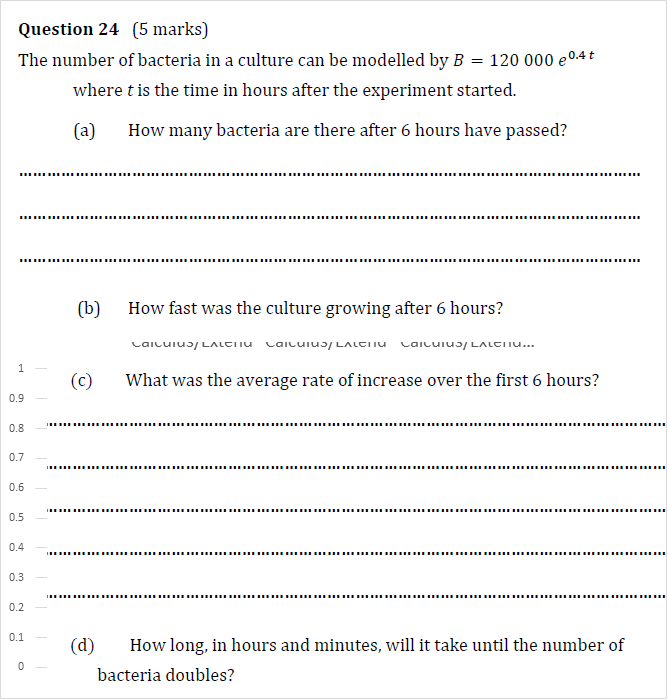 Question 24 (5 marks)
The number of bacteria in a culture can be modelled by B = 120 000 e^0.4 t
where t is the time in hours after the experiment started.
(a) How many bacteria are there after 6 hours have passed?
(b) How fast was the culture growing after 6 hours?
Calculus/Extend Calculus/Extend Calculus/Extend...
1
(c) What was the average rate of increase over the first 6 hours?
0.9
0.8
0.7
0.6
0.5
0.4
0.3
0.2
0.1
(d) How long, in hours and minutes, will it take until the number of
0
bacteria doubles?